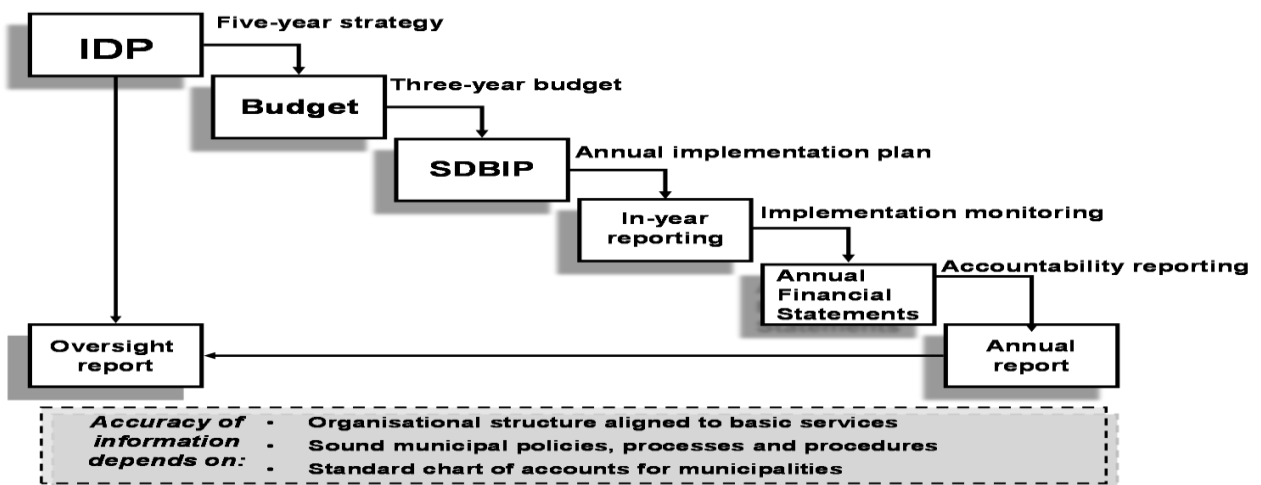 Five-year strategy
IDP
Three-year budget
Budget
Annual implementation plan
SDBIP
In-year
reporting
Implementation monitoring
Annual
Financial
Statements
Accountability reporting
Oversight
report
Annual
report
Accuracy of
information
depends on:
- Organisational structure aligned to basic services
- Sound municipal policies, processes and procedures
- Standard chart of accounts for municipalities